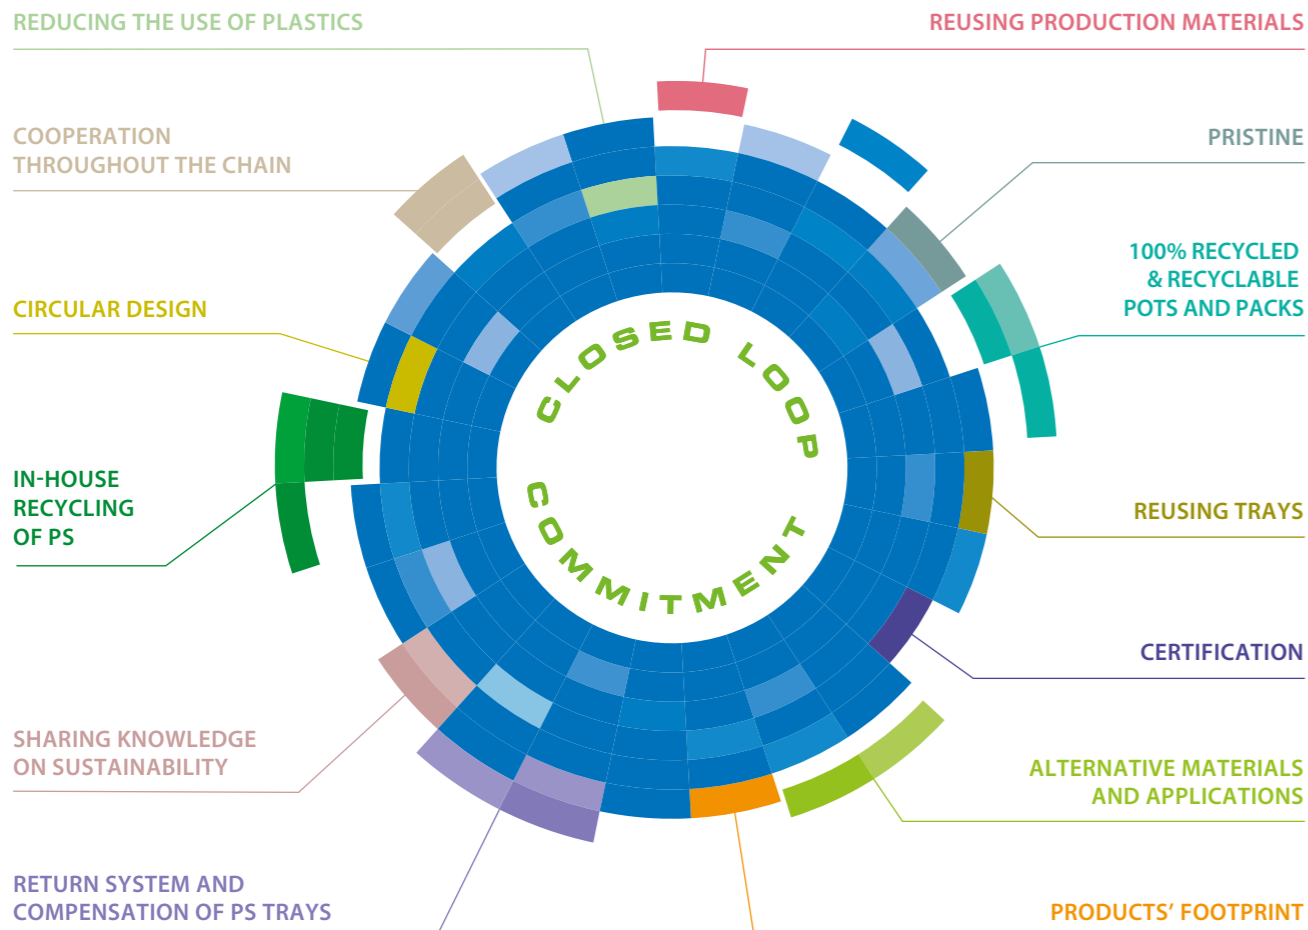 REDUCING THE USE OF PLASTICS
REUSING PRODUCTION MATERIALS
COOPERATION
THROUGHOUT THE CHAIN
PRISTINE
100% RECYCLED
& RECYCLABLE
POTS AND PACKS
CIRCULAR DESIGN
CLOSED LOOP
COMMITMENT
IN-HOUSE
RECYCLING
OF PS
REUSING TRAYS
CERTIFICATION
SHARING KNOWLEDGE
ON SUSTAINABILITY
ALTERNATIVE MATERIALS
AND APPLICATIONS
RETURN SYSTEM AND
COMPENSATION OF PS TRAYS
PRODUCTS’ FOOTPRINT